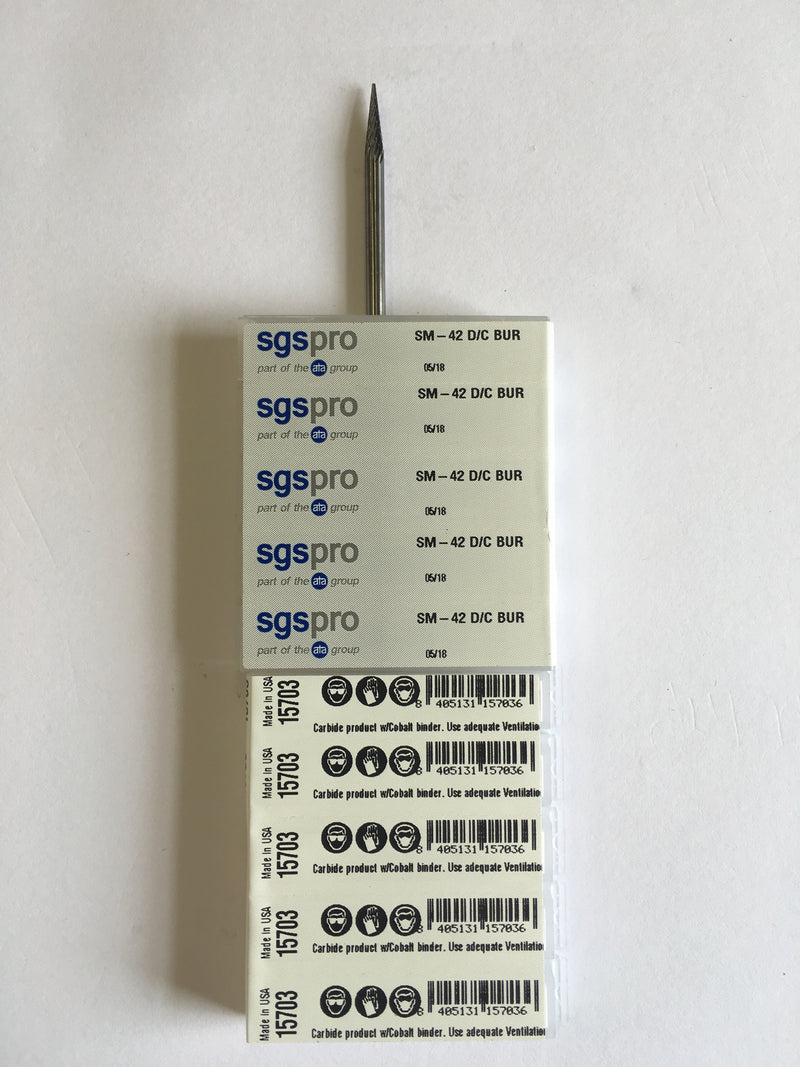 sgspro SM – 42 D/C BUR
part of the ata group 05/18
sgspro SM – 42 D/C BUR
part of the ata group 05/18
sgspro SM – 42 D/C BUR
part of the ata group 05/18
sgspro SM – 42 D/C BUR
part of the ata group 05/18
sgspro SM – 42 D/C BUR
part of the ata group 05/18
Made In USA
15703
8 405131 157036
Carbide product w/Cobalt binder. Use adequate Ventilatio
Made In USA
15703
8 405131 157036
Carbide product w/Cobalt binder. Use adequate Ventilatio
Made In USA
15703
8 405131 157036
Carbide product w/Cobalt binder. Use adequate Ventilatio
Made In USA
15703
8 405131 157036
Carbide product w/Cobalt binder. Use adequate Ventilatio
Made In USA
15703
8 405131 157036
Carbide product w/Cobalt binder. Use adequate Ventilatio